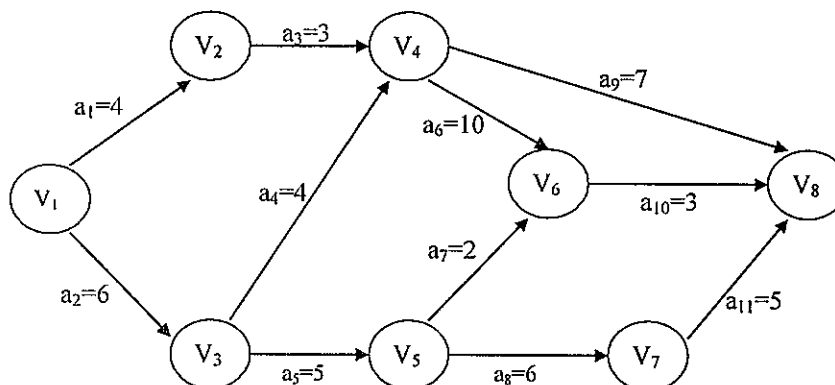 V₂
a₃=3
V₄
a₁=4
a₉=7
a₆=10
V₁
a₄=4
V₆
a₁₀=3
V₈
a₂=6
a₇=2
a₁₁=5
V₃
a₅=5
V₅
a₈=6
V₇